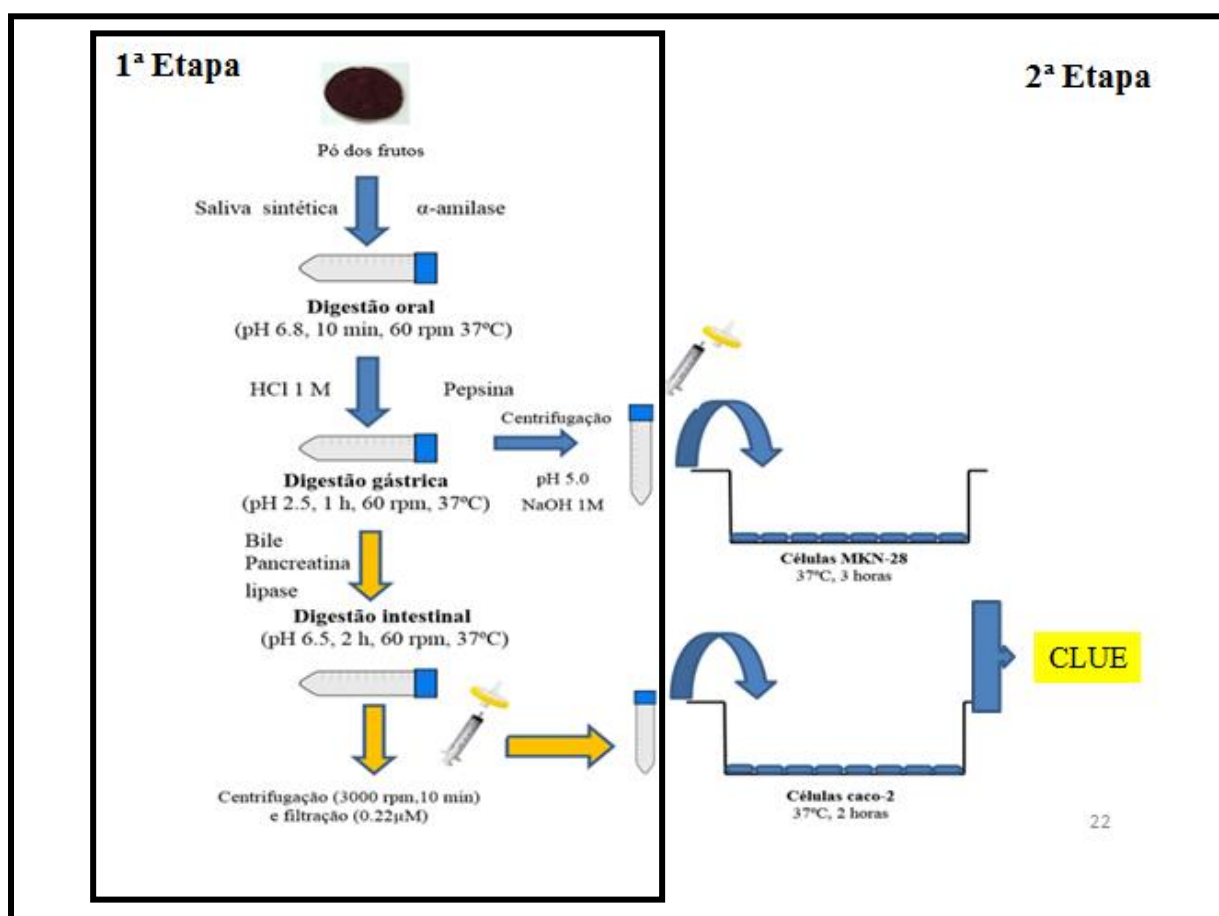 1ª Etapa
2ª Etapa
Pó dos frutos
Saliva sintética α-amilase
Digestão oral
(pH 6.8, 10 min, 60 rpm 37ºC)
HCl 1 M Pepsina
Centrifugação
pH 5.0
NaOH 1M
Digestão gástrica
(pH 2.5, 1 h, 60 rpm, 37ºC)
Células MKN-28
37ºC, 3 horas
Bile
Pancreatina
lipase
Digestão intestinal
(pH 6.5, 2 h, 60 rpm, 37ºC)
CLUE
Centrifugação (3000 rpm,10 min)
e filtração (0.22µM)
Células caco-2
37ºC, 2 horas
22